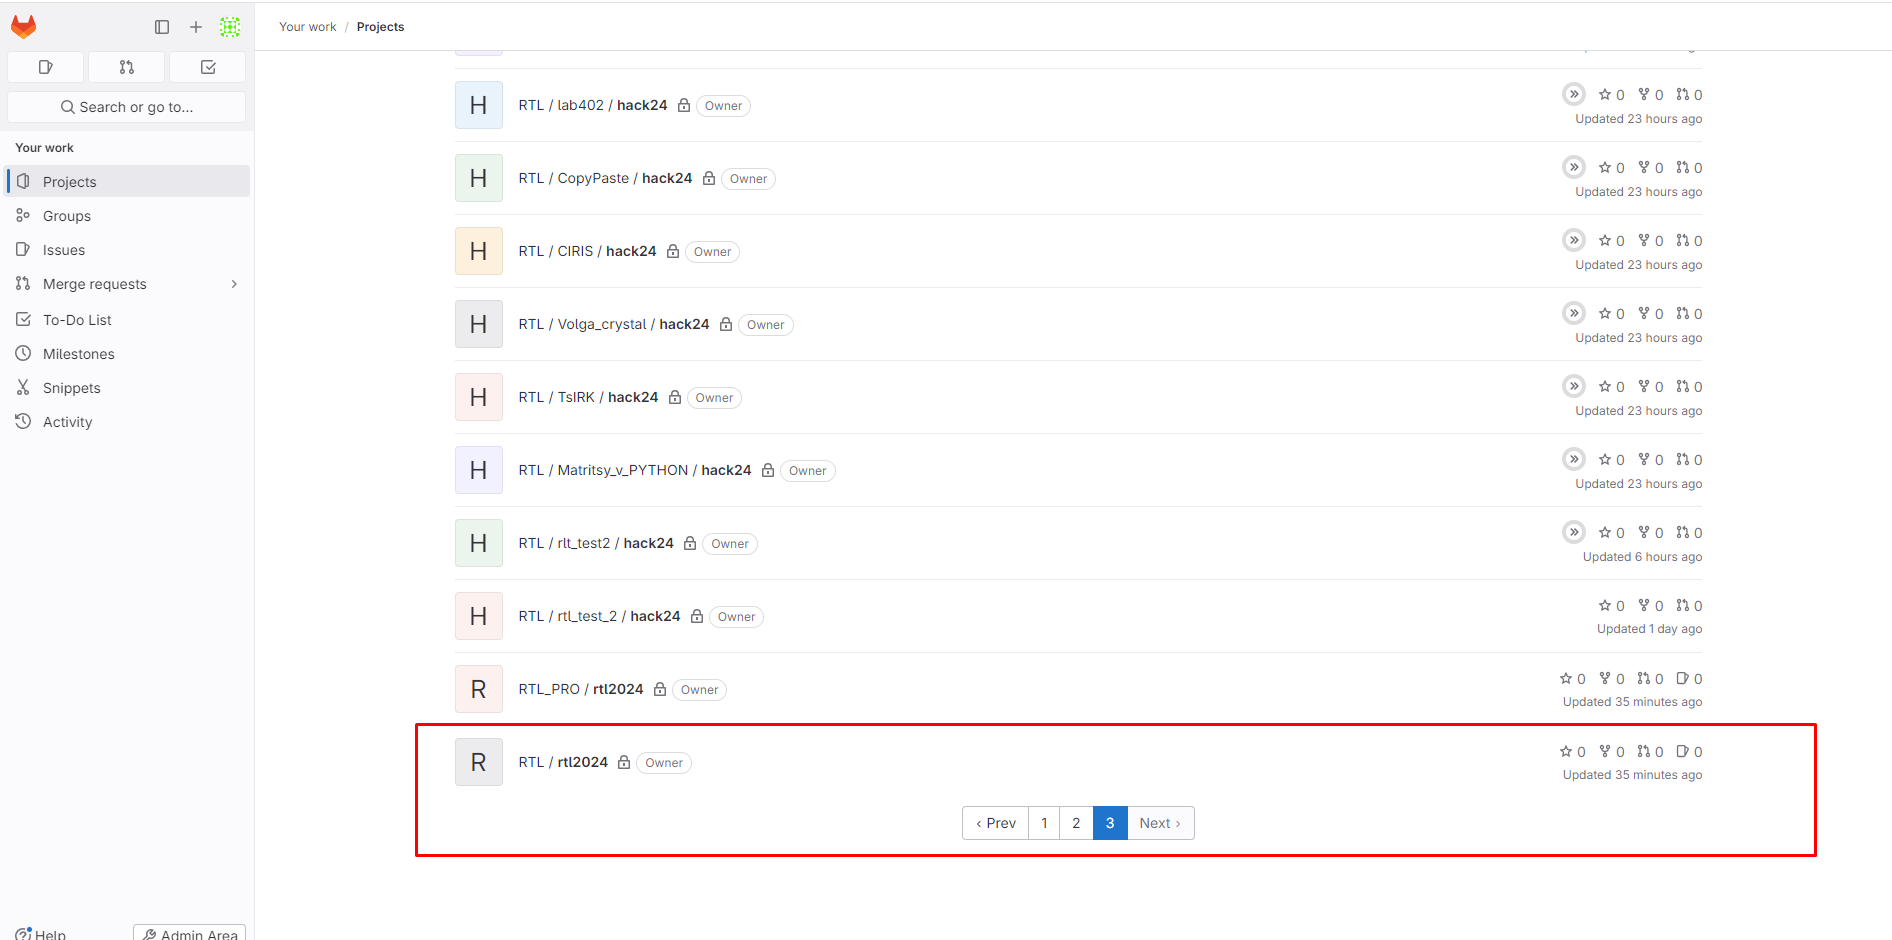 Your work / Projects
Search or go to...
Your work
Projects
Groups
Issues
Merge requests
To-Do List
Milestones
Snippets
Activity
Help
Admin Area
H RTL / lab402 / hack24 Owner 0 0 0
Updated 23 hours ago
H RTL / CopyPaste / hack24 Owner 0 0 0
Updated 23 hours ago
H RTL / CIRIS / hack24 Owner 0 0 0
Updated 23 hours ago
H RTL / Volga_crystal / hack24 Owner 0 0 0
Updated 23 hours ago
H RTL / TsIRK / hack24 Owner 0 0 0
Updated 23 hours ago
H RTL / Matritsy_v_PYTHON / hack24 Owner 0 0 0
Updated 23 hours ago
H RTL / rlt_test2 / hack24 Owner 0 0 0
Updated 6 hours ago
H RTL / rtl_test_2 / hack24 Owner 0 0 0
Updated 1 day ago
R RTL_PRO / rtl2024 Owner 0 0 0 0
Updated 35 minutes ago
R RTL / rtl2024 Owner 0 0 0 0
Updated 35 minutes ago
‹ Prev 1 2 3 Next ›